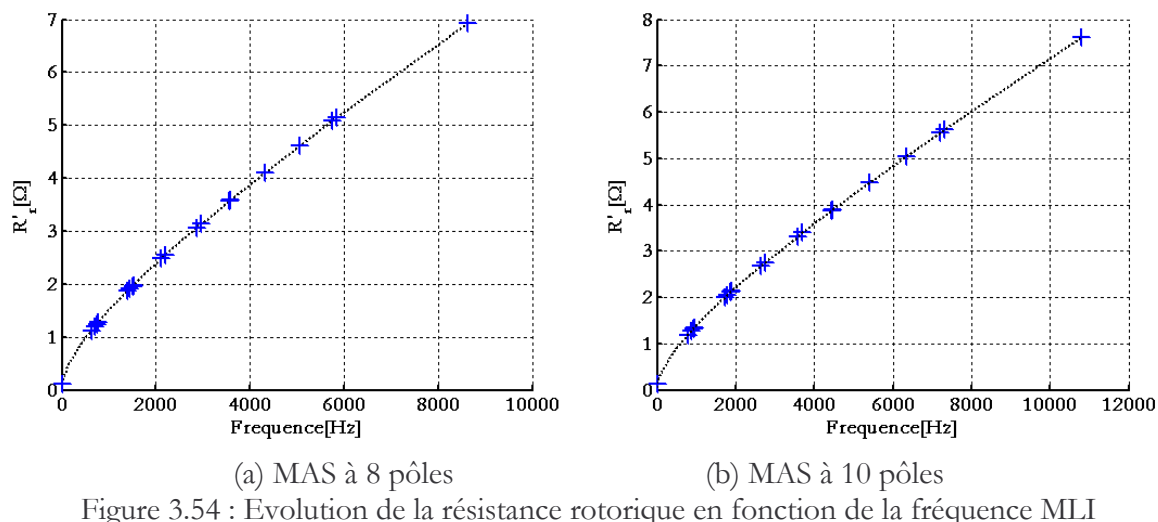 7
6
5
4
3
2
1
0
R'r[Ω]
0 2000 4000 6000 8000 10000
Frequence[Hz]
8
7
6
5
4
3
2
1
0
R'r[Ω]
0 2000 4000 6000 8000 10000 12000
Frequence[Hz]
(a) MAS à 8 pôles
(b) MAS à 10 pôles
Figure 3.54 : Evolution de la résistance rotorique en fonction de la fréquence MLI